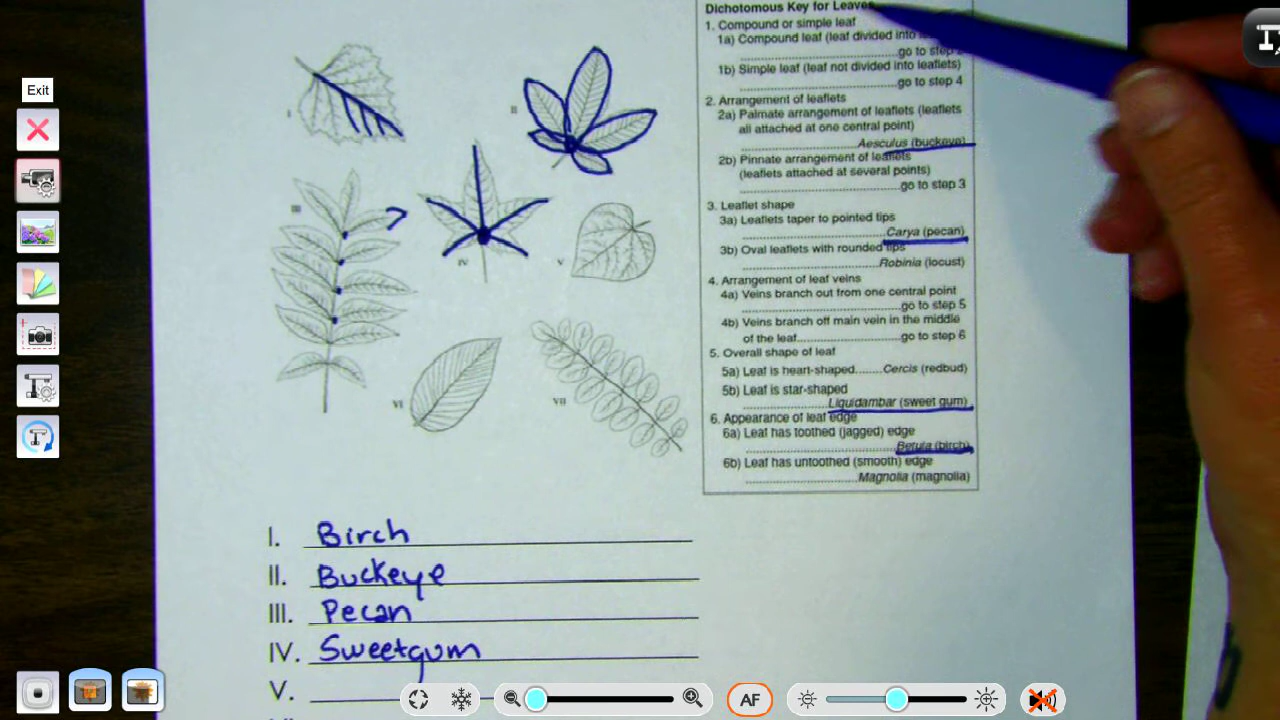 Exit
I
II
III
IV
V
VI
VII
Dichotomous Key for Leaves
1. Compound or simple leaf
1a) Compound leaf (leaf divided into
go to step
1b) Simple leaf (leaf not divided into leaflets)
go to step 4
2. Arrangement of leaflets
2a) Palmate arrangement of leaflets (leaflets
all attached at one central point)
Aesculus (buckeye)
2b) Pinnate arrangement of leaflets
(leaflets attached at several points)
go to step 3
3. Leaflet shape
3a) Leaflets taper to pointed tips
Carya (pecan)
3b) Oval leaflets with rounded tips
Robinia (locust)
4. Arrangement of leaf veins
4a) Veins branch out from one central point
go to step 5
4b) Veins branch off main vein in the middle
of the leaf go to step 6
5. Overall shape of leaf
5a) Leaf is heart-shaped Cercis (redbud)
5b) Leaf is star-shaped
Liquidambar (sweet gum)
6. Appearance of leaf edge
6a) Leaf has toothed (jagged) edge
Betula (birch)
6b) Leaf has untoothed (smooth) edge
Magnolia (magnolia)
I. Birch
II. Buckeye
III. Pecan
IV. Sweetgum
V.
AF